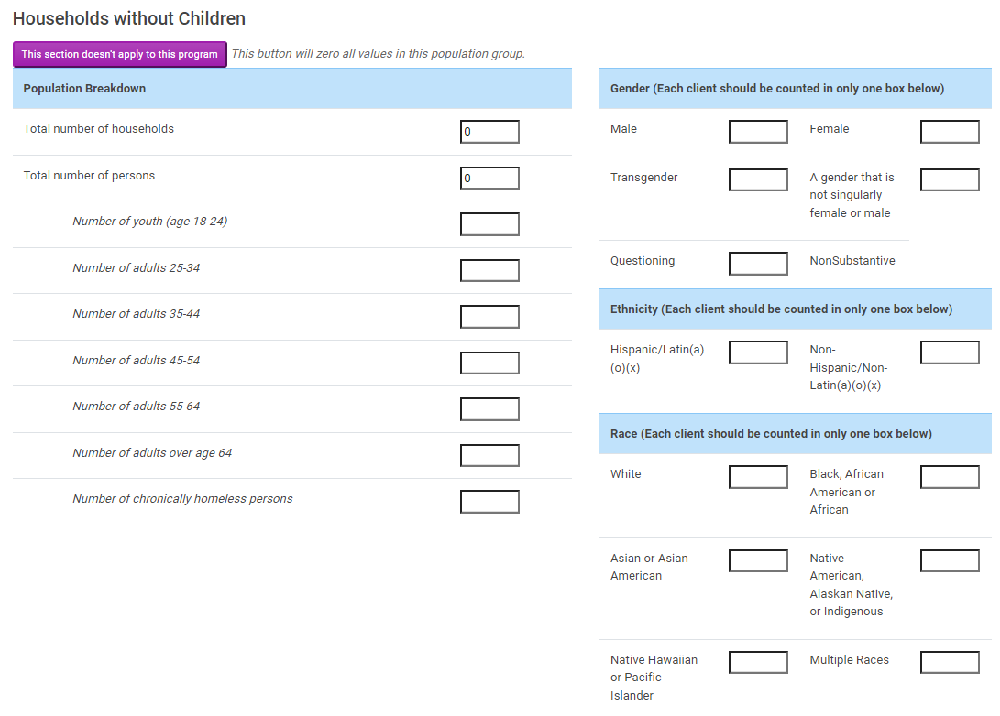 Households without Children
This section doesn't apply to this program This button will zero all values in this population group.
Population Breakdown
Total number of households 0
Total number of persons 0
Number of youth (age 18-24)
Number of adults 25-34
Number of adults 35-44
Number of adults 45-54
Number of adults 55-64
Number of adults over age 64
Number of chronically homeless persons
Gender (Each client should be counted in only one box below)
Male
Female
Transgender
A gender that is
not singularly
female or male
Questioning
NonSubstantive
Ethnicity (Each client should be counted in only one box below)
Hispanic/Latin(a)
(o)(x)
Non-
Hispanic/Non-
Latin(a)(o)(x)
Race (Each client should be counted in only one box below)
White
Black, African
American or
African
Asian or Asian
American
Native
American,
Alaskan Native,
or Indigenous
Native Hawaiian
or Pacific
Islander
Multiple Races